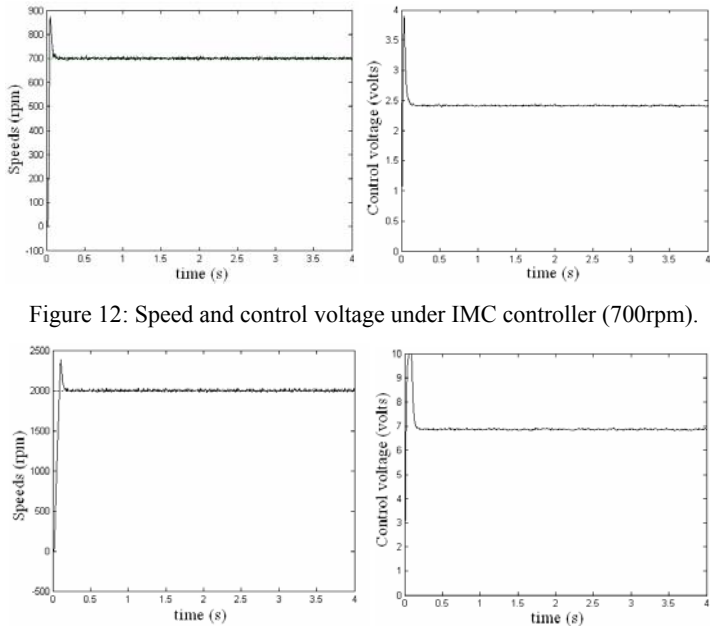 900
800
700
600
500
400
300
200
100
0
-100
Speeds (rpm)
0 0.5 1 1.5 2 2.5 3 3.5 4
time (s)
4
3.5
3
2.5
2
1.5
1
0.5
0
Control voltage (volts)
0 0.5 1 1.5 2 2.5 3 3.5 4
time (s)
Figure 12: Speed and control voltage under IMC controller (700rpm).
2500
2000
1500
1000
500
0
-500
Speeds (rpm)
0 0.5 1 1.5 2 2.5 3 3.5 4
time (s)
10
9
8
7
6
5
4
3
2
1
0
Control voltage (volts)
0 0.5 1 1.5 2 2.5 3 3.5 4
time (s)